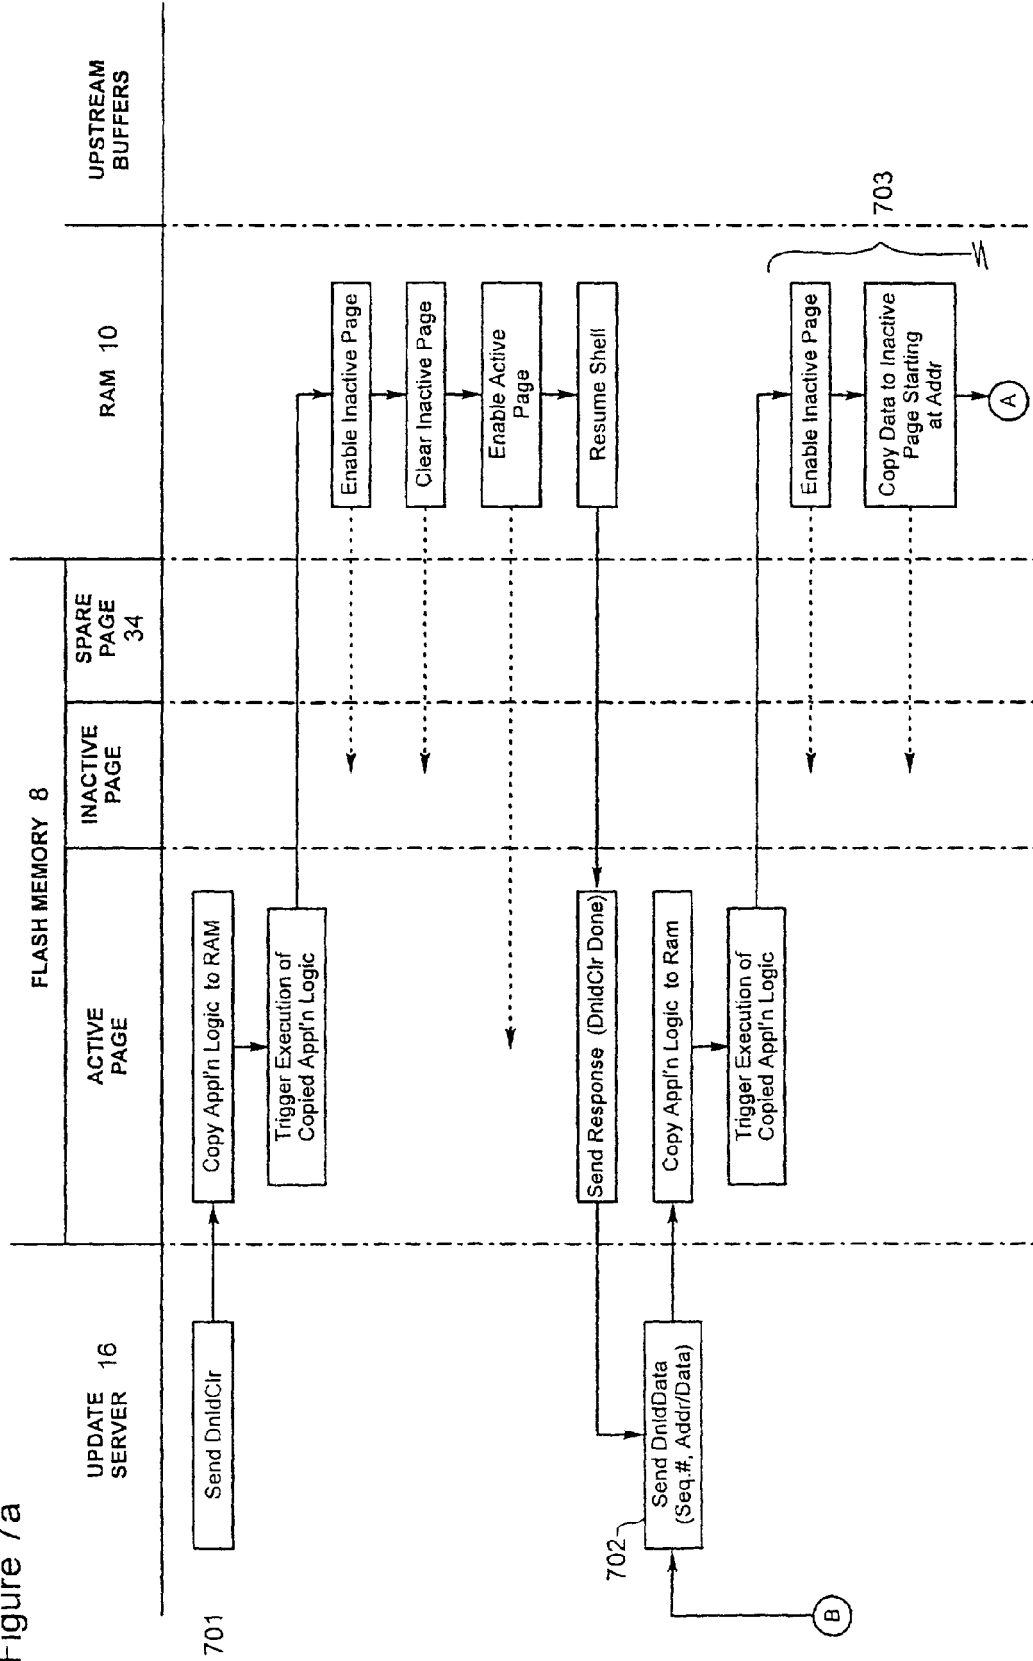 Figure 7a
FLASH MEMORY 8
UPDATE
SERVER 16
ACTIVE
PAGE
INACTIVE
PAGE
SPARE
PAGE
34
RAM 10
UPSTREAM
BUFFERS
701
Send DnldClr
Copy Appl'n Logic to RAM
Trigger Execution of
Copied Appl'n Logic
Enable Inactive Page
Clear Inactive Page
Enable Active
Page
Resume Shell
Send Response (DnldClr Done)
702
Send DnldData
(Seq.#, Addr/Data)
Copy Appl'n Logic to Ram
Trigger Execution of
Copied Appl'n Logic
Enable Inactive Page
Copy Data to Inactive
Page Starting
at Addr
703
B
A